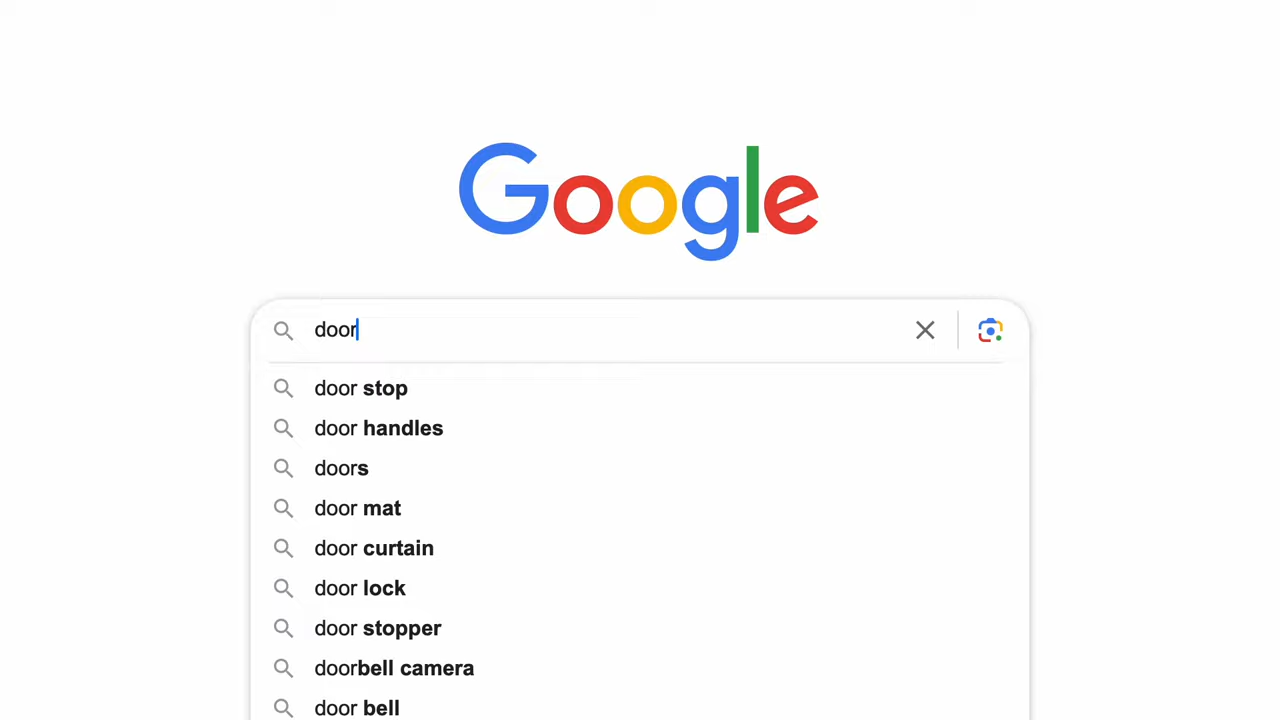 Google
door
door stop
door handles
doors
door mat
door curtain
door lock
door stopper
doorbell camera
door bell